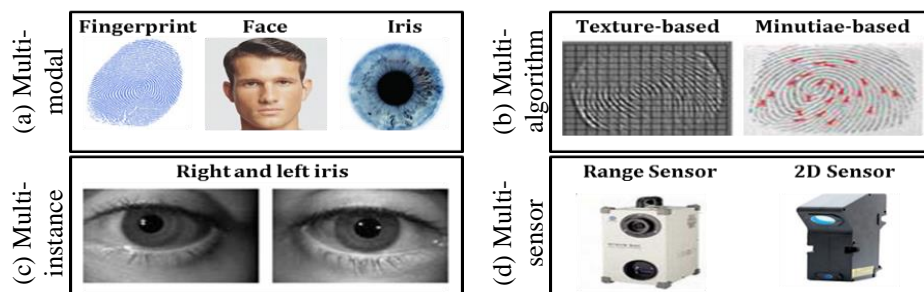 (a) Multi-
modal
Fingerprint
Face
Iris
(b) Multi-
algorithm
Texture-based
Minutiae-based
(c) Multi-
instance
Right and left iris
(d) Multi-
sensor
Range Sensor
2D Sensor